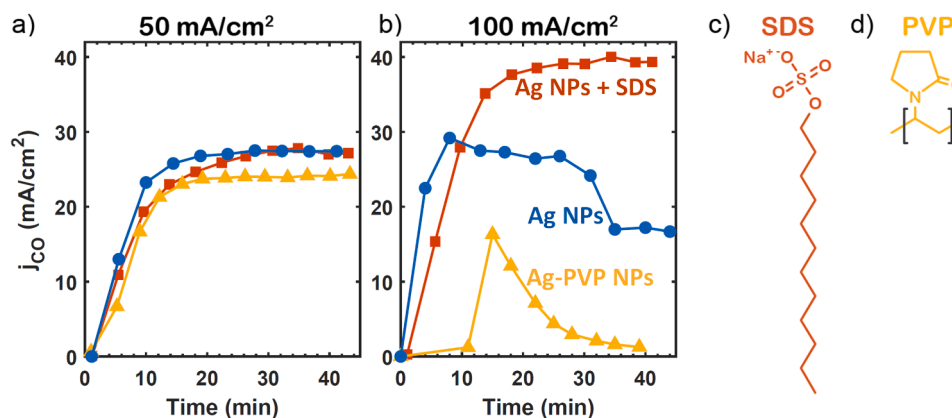 a) 50 mA/cm² b) 100 mA/cm² c) SDS d) PVP
j_CO (mA/cm²)
40
30
20
10
0
0 10 20 30 40
Time (min)
40
30
20
10
0
0 10 20 30 40
Time (min)
Ag NPs + SDS
Ag NPs
Ag-PVP NPs
Na⁺⁻O
O
S
O
O
O
N